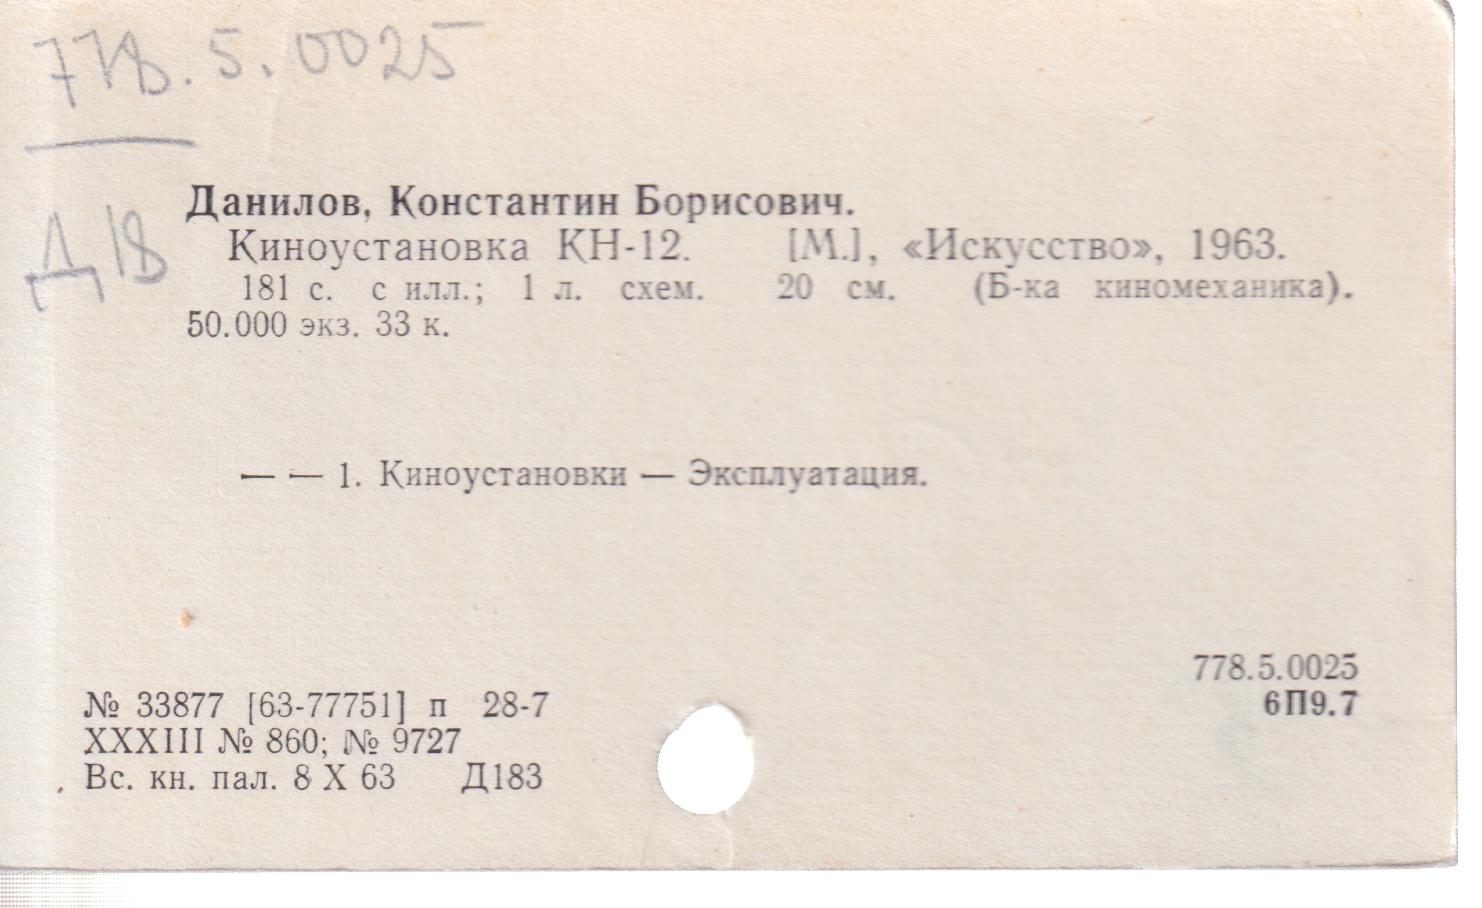 778.5.0025
Д18
Данилов, Константин Борисович.
Киноустановка КН-12. [М.], «Искусство», 1963.
181 с. с илл.; 1 л. схем. 20 см. (Б-ка киномеханика).
50.000 экз. 33 к.
— — 1. Киноустановки — Эксплуатация.
778.5.0025
6П9.7
№ 33877 [63-77751] п 28-7
XXXIII № 860; № 9727
Вс. кн. пал. 8 X 63 Д183